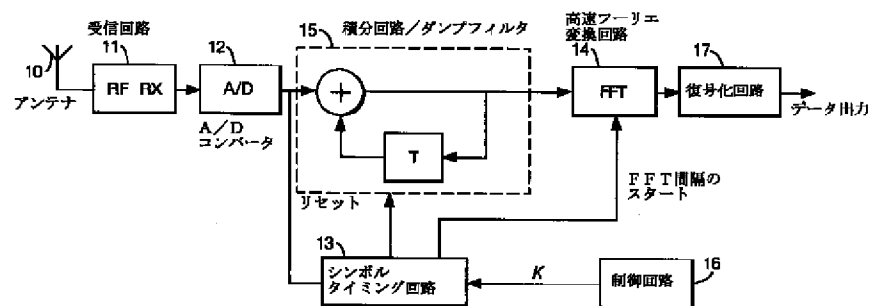 受信回路
11
10
アンテナ
RF RX
12
A/D
A/D
コンバータ
15
積分回路/ダンプフィルタ
+
T
リセット
高速フーリエ
変換回路
14
FFT
17
復号化回路
データ出力
FFT間隔の
スタート
13
シンボル
タイミング回路
K
制御回路
16